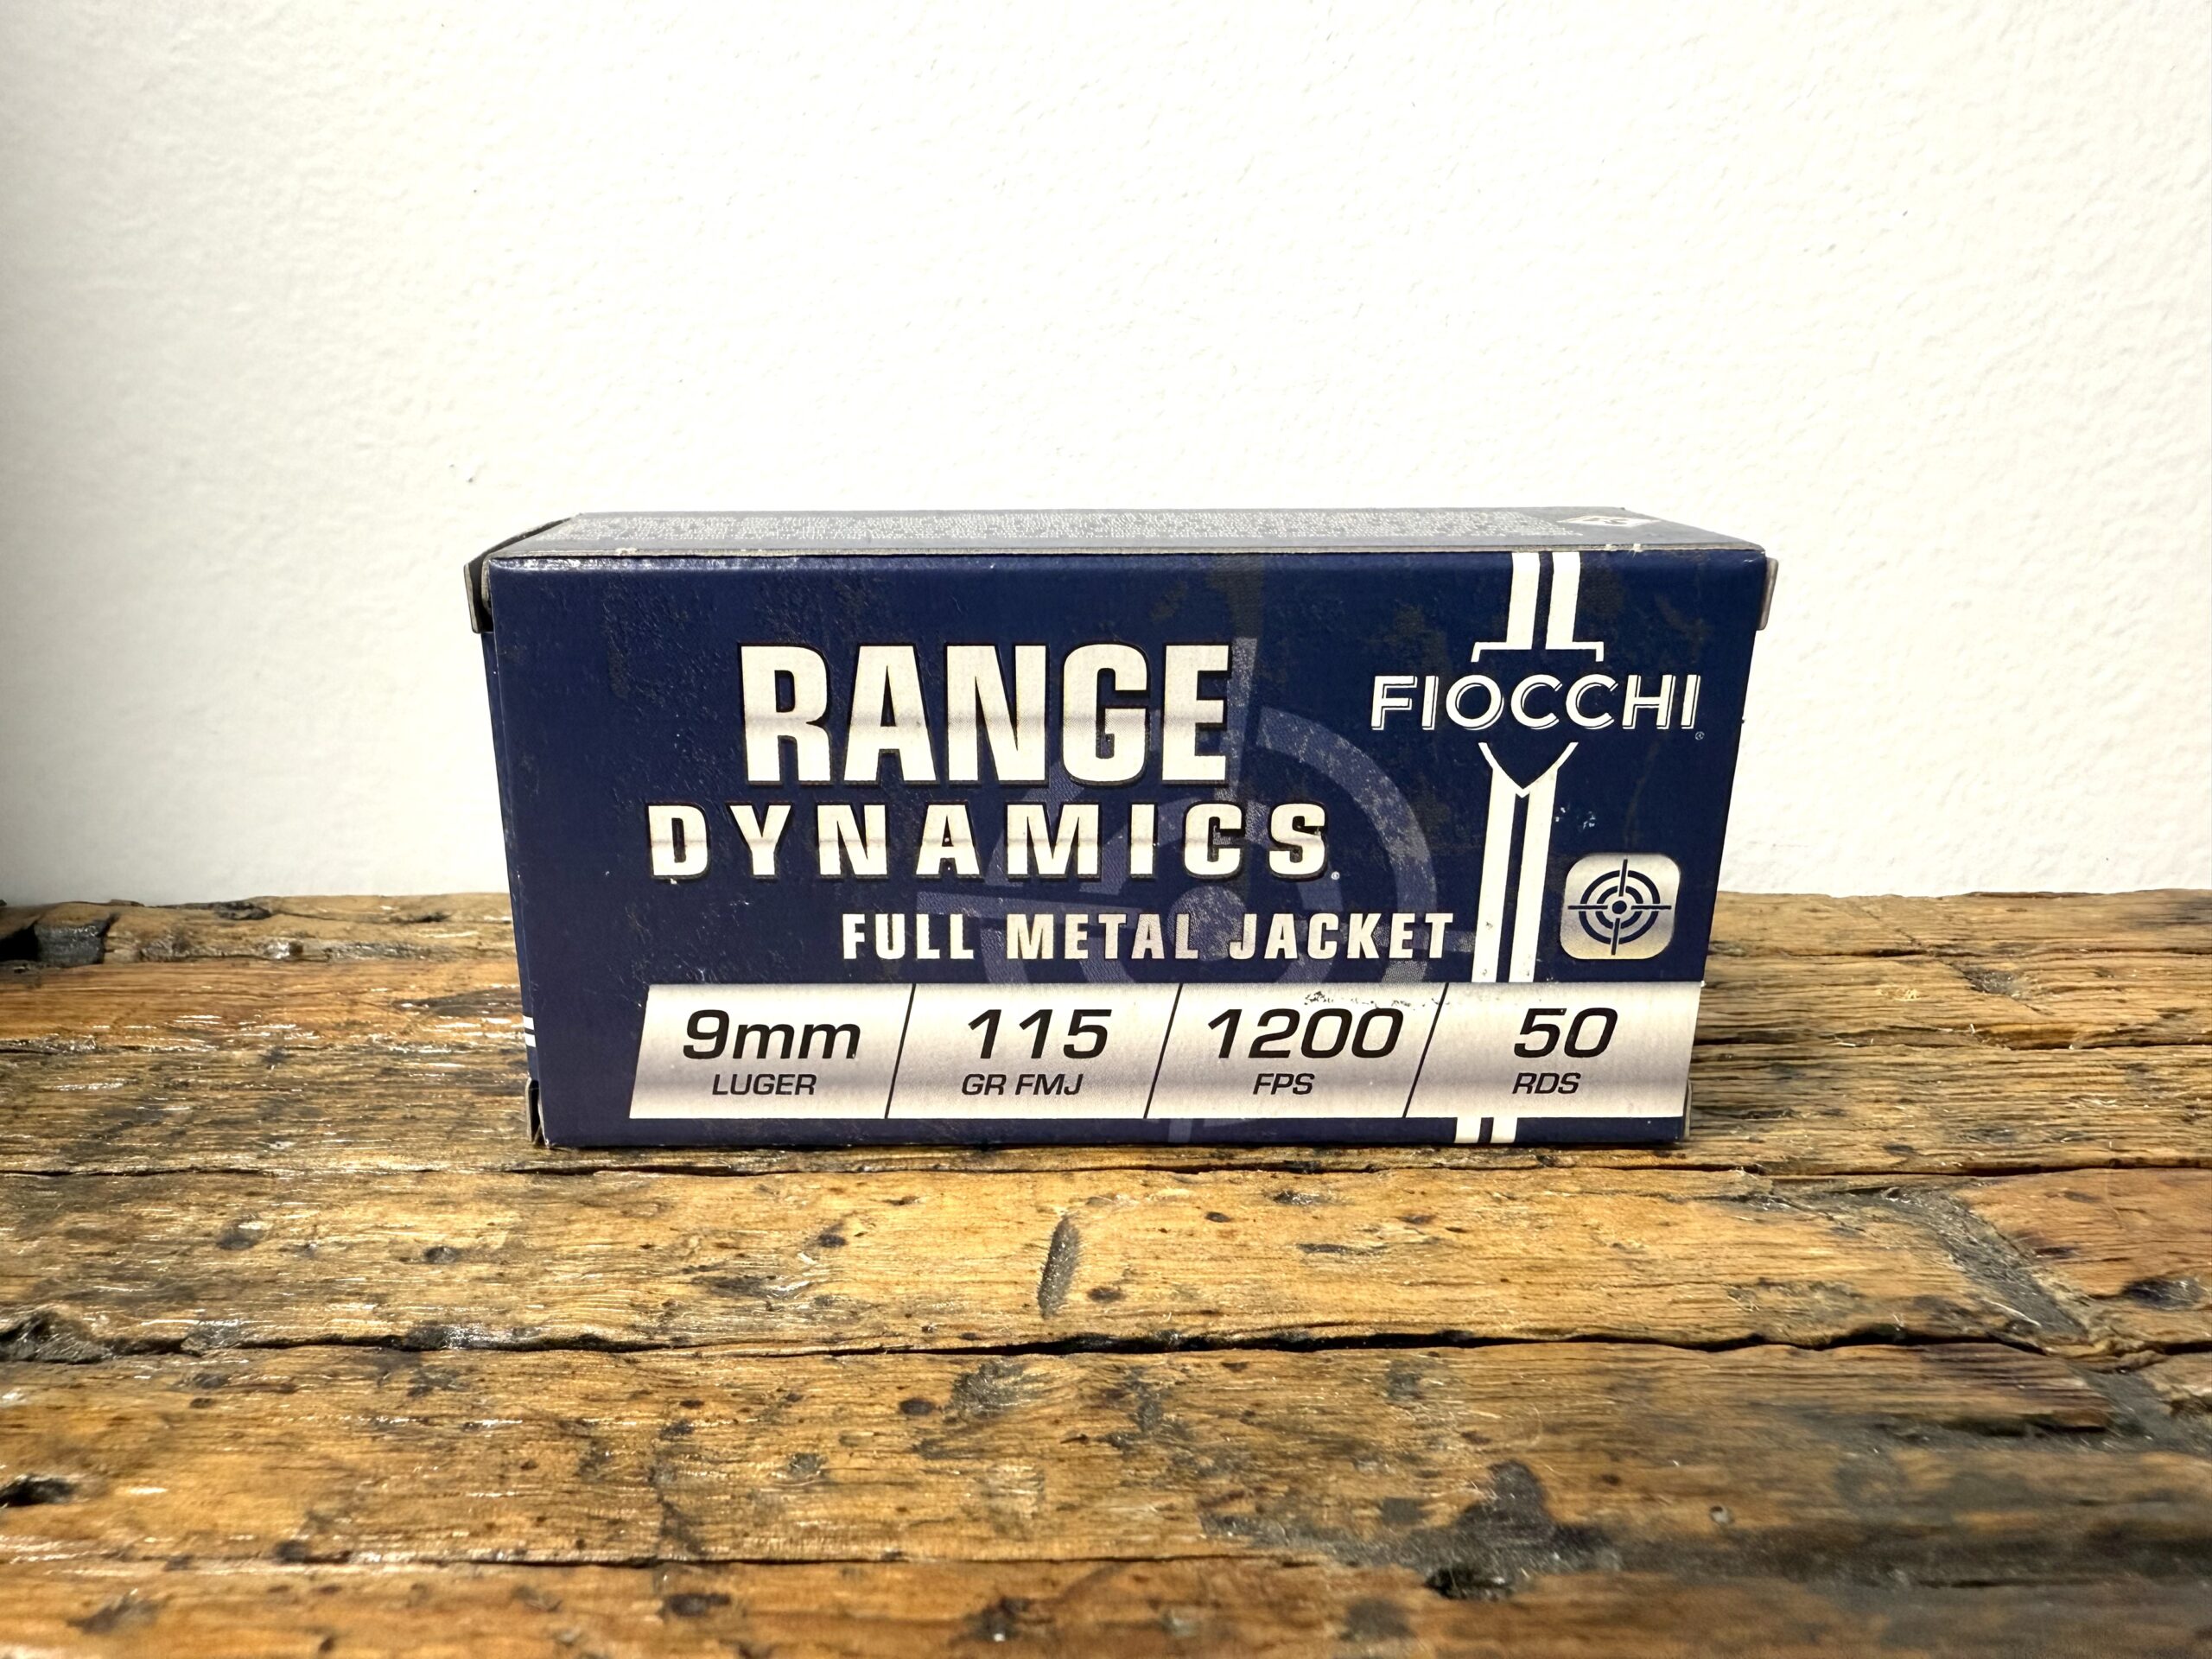 RANGE
DYNAMICS®
FULL METAL JACKET
FIOCCHI®
9mm
LUGER
115
GR FMJ
1200
FPS
50
RDS